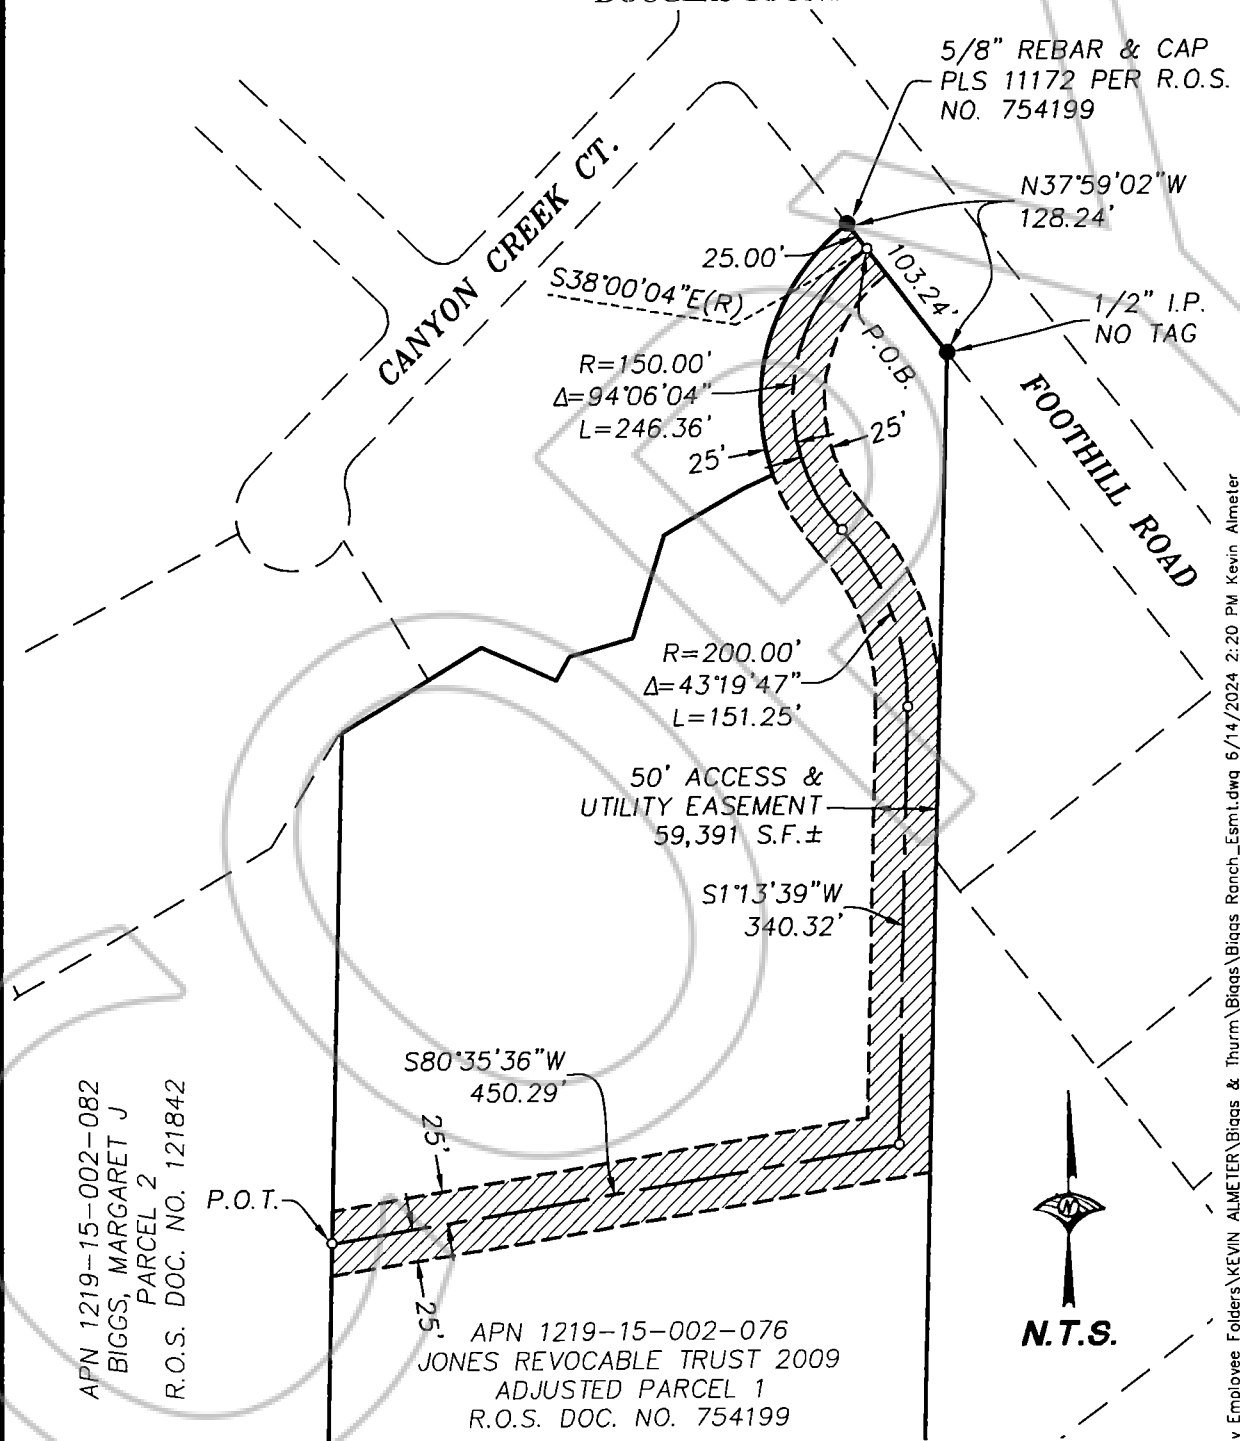 5/8" REBAR & CAP
PLS 11172 PER R.O.S.
NO. 754199
N37°59'02"W
128.24'
25.00'
103.24'
S38°00'04"E(R)
1/2" I.P.
NO TAG
P.O.B.
CANYON CREEK CT.
FOOTHILL ROAD
R=150.00'
Δ=94°06'04"
L=246.36'
25'
25'
R=200.00'
Δ=43°19'47"
L=151.25'
50' ACCESS &
UTILITY EASEMENT
59,391 S.F.±
S1°13'39"W
340.32'
S80°35'36"W
450.29'
25'
P.O.T.
25'
APN 1219-15-002-082
BIGGS, MARGARET J
PARCEL 2
R.O.S. DOC. NO. 121842
APN 1219-15-002-076
JONES REVOCABLE TRUST 2009
ADJUSTED PARCEL 1
R.O.S. DOC. NO. 754199
N
N.T.S.
y Employee Folders\KEVIN ALMETER\Biggs & Thurm\Biggs\Biggs Ranch_Esmt.dwg 6/14/2024 2:20 PM Kevin Almeter